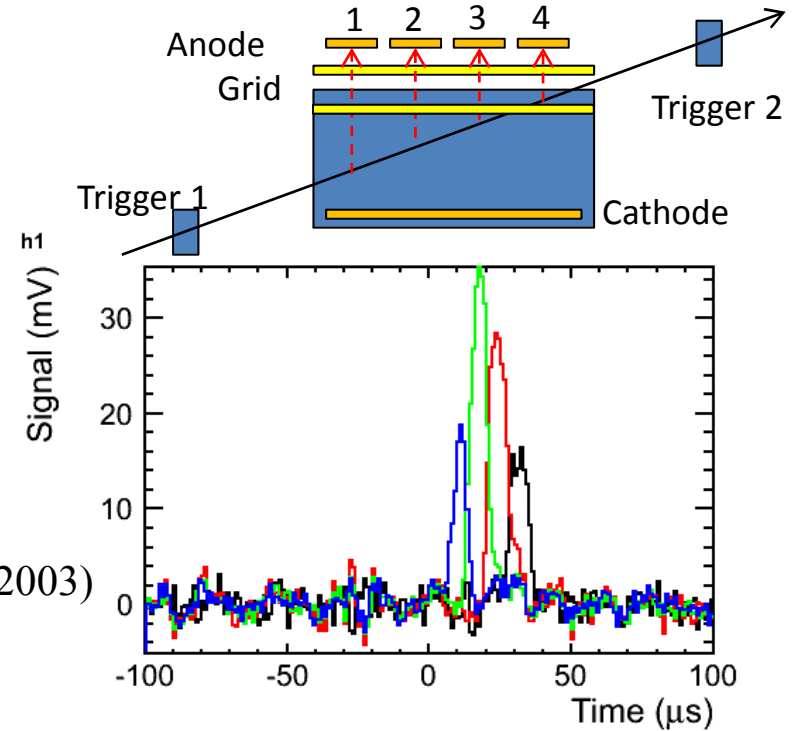 1 2 3 4
Anode
Grid
Trigger 2
Trigger 1
Cathode
h1
Signal (mV)
30
20
10
0
2003)
-100 -50 0 50 100
Time (μs)